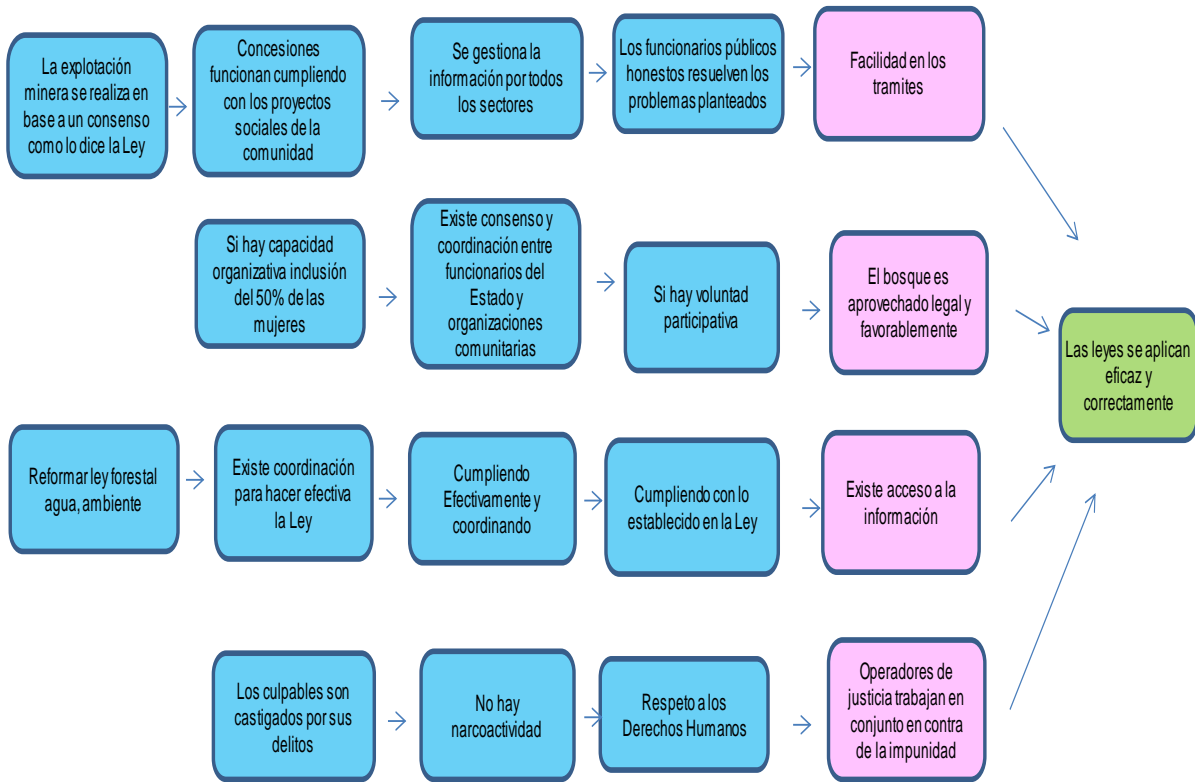 La explotación
minera se realiza en
base a un consenso
como lo dice la Ley
Concesiones
funcionan cumpliendo
con los proyectos
sociales de la
comunidad
Se gestiona la
información por todos
los sectores
Los funcionarios públicos
honestos resuelven los
problemas planteados
Facilidad en los
tramites
Si hay capacidad
organizativa inclusión
del 50% de las
mujeres
Existe consenso y
coordinación entre
funcionarios del
Estado y
organizaciones
comunitarias
Si hay voluntad
participativa
El bosque es
aprovechado legal y
favorablemente
Las leyes se aplican
eficaz y
correctamente
Reformar ley forestal
agua, ambiente
Existe coordinación
para hacer efectiva
la Ley
Cumpliendo
Efectivamente y
coordinando
Cumpliendo con lo
establecido en la Ley
Existe acceso a la
información
Los culpables son
castigados por sus
delitos
No hay
narcoactividad
Respeto a los
Derechos Humanos
Operadores de
justicia trabajan en
conjunto en contra
de la impunidad